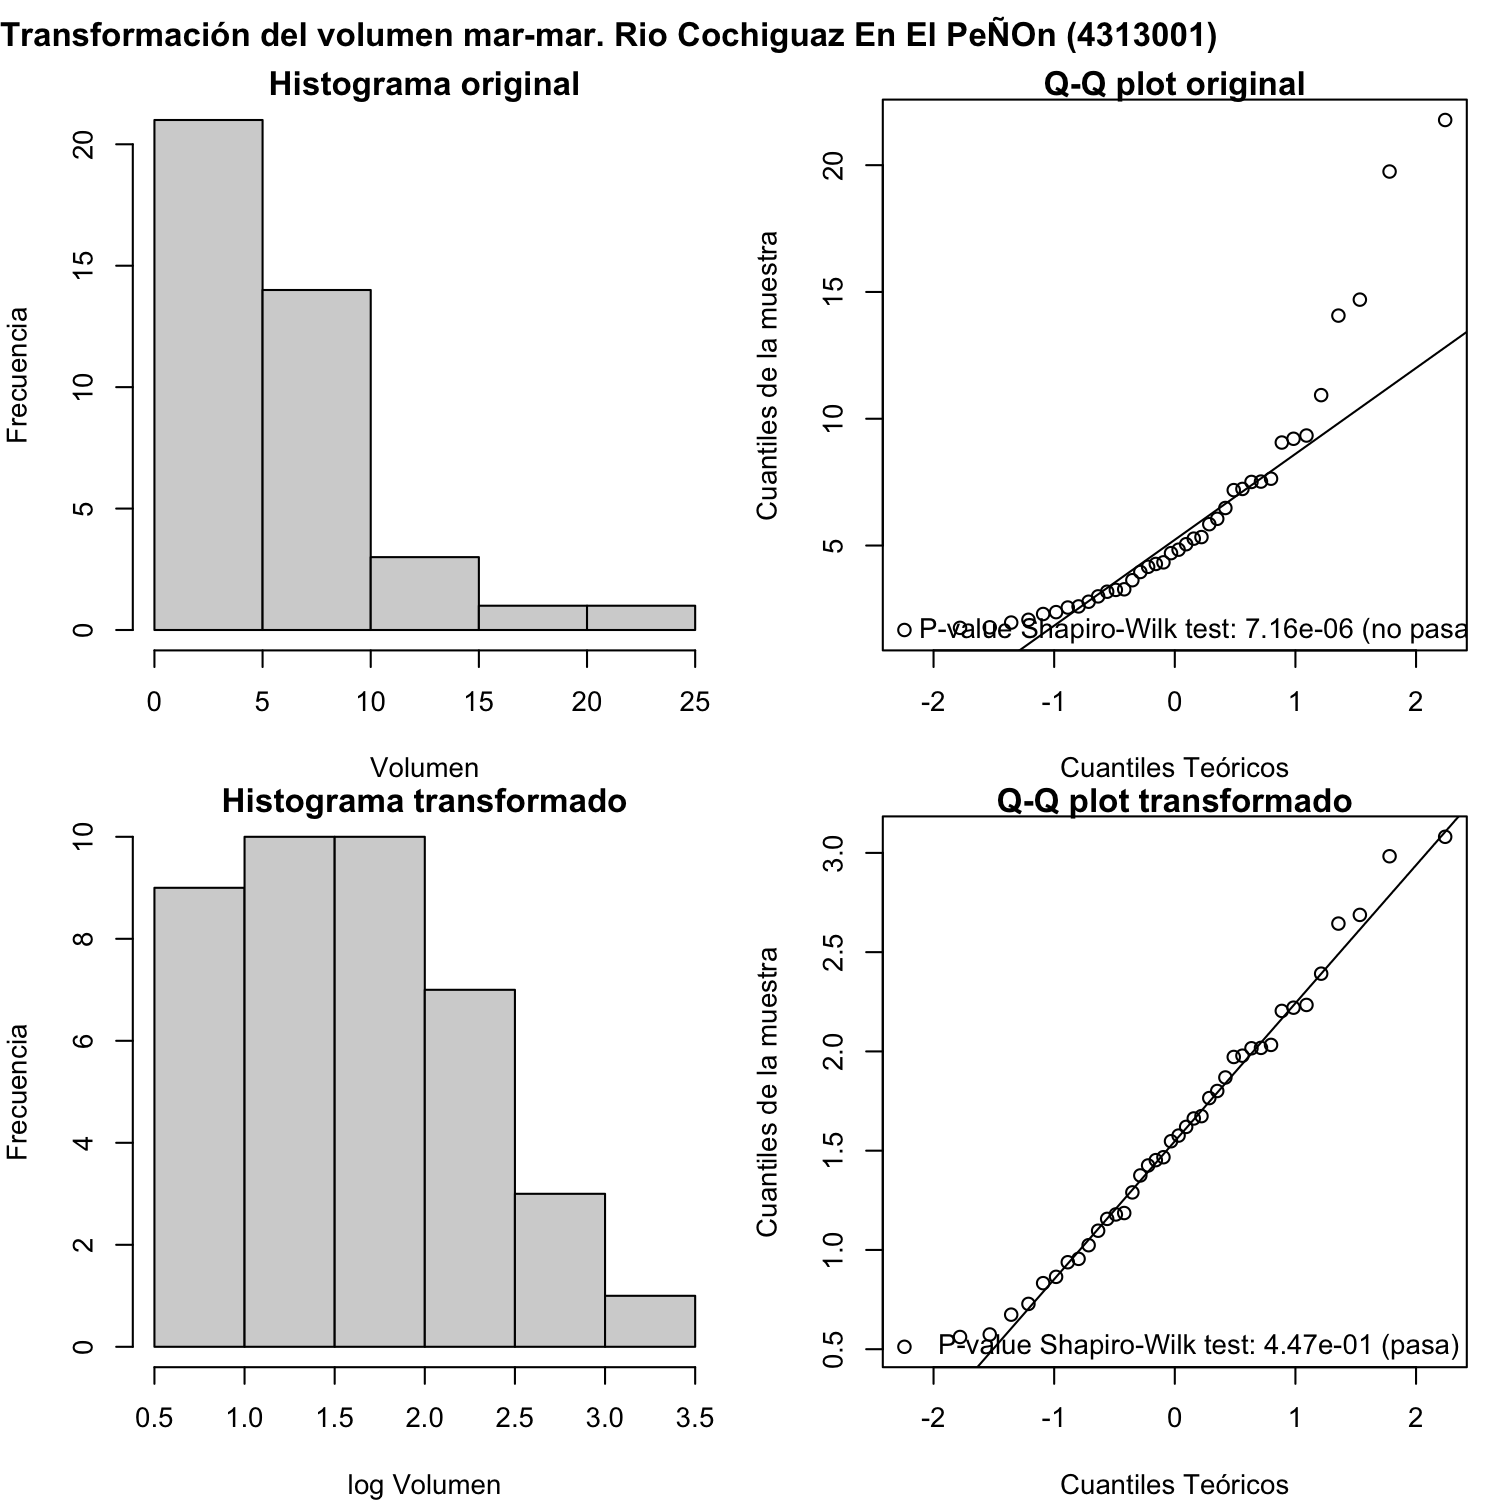 Transformación del volumen mar-mar. Rio Cochiguaz En El PeÑOn (4313001)
Histograma original
Frecuencia
0 5 10 15 20
0 5 10 15 20 25
Volumen
Q-Q plot original
Cuantiles de la muestra
5 10 15 20
P-value Shapiro-Wilk test: 7.16e-06 (no pasa
-2 -1 0 1 2
Cuantiles Teóricos
Histograma transformado
Frecuencia
0 2 4 6 8 10
0.5 1.0 1.5 2.0 2.5 3.0 3.5
log Volumen
Q-Q plot transformado
Cuantiles de la muestra
0.5 1.0 1.5 2.0 2.5 3.0
P-value Shapiro-Wilk test: 4.47e-01 (pasa)
-2 -1 0 1 2
Cuantiles Teóricos